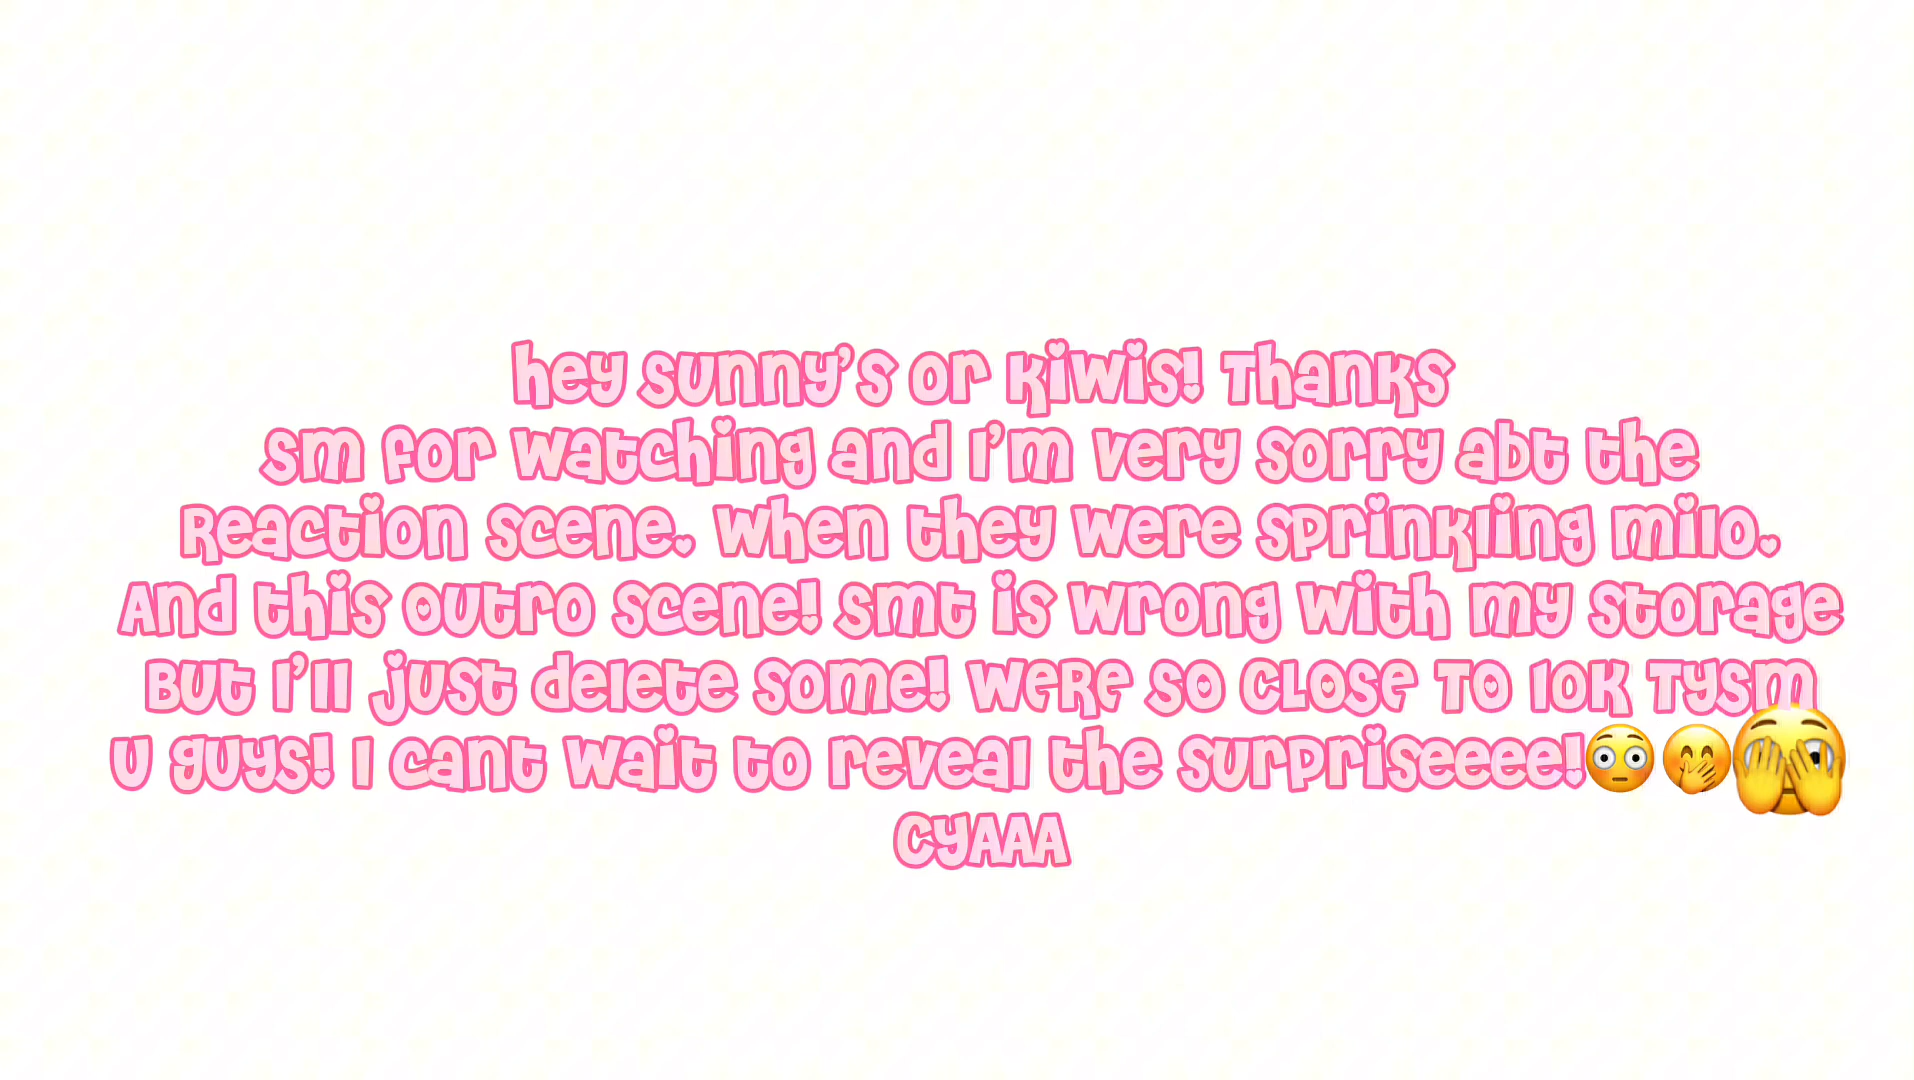 hey sunny’s or kiwis! Thanks
sm for watching and I’m very sorry abt the
Reaction scene. When they were sprinkling milo.
And this outro scene! smt is wrong with my storage
But I’ll just delete some! WeRe SO CLOSe TO 10K Tysm
u guys! I cant wait to reveal the surpriseeee!😳🤭🫣
CyAAA